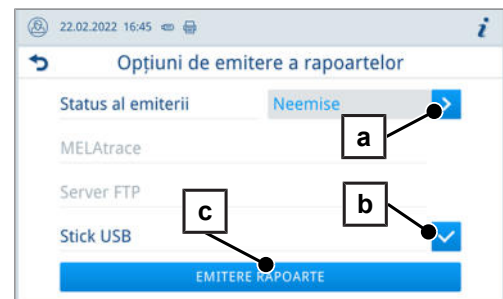 22.02.2022 16:45 i
Opțiuni de emitere a rapoartelor
Status al emiterii Neemise
a
MELAtrace
Server FTP
c b
Stick USB
EMITERE RAPOARTE